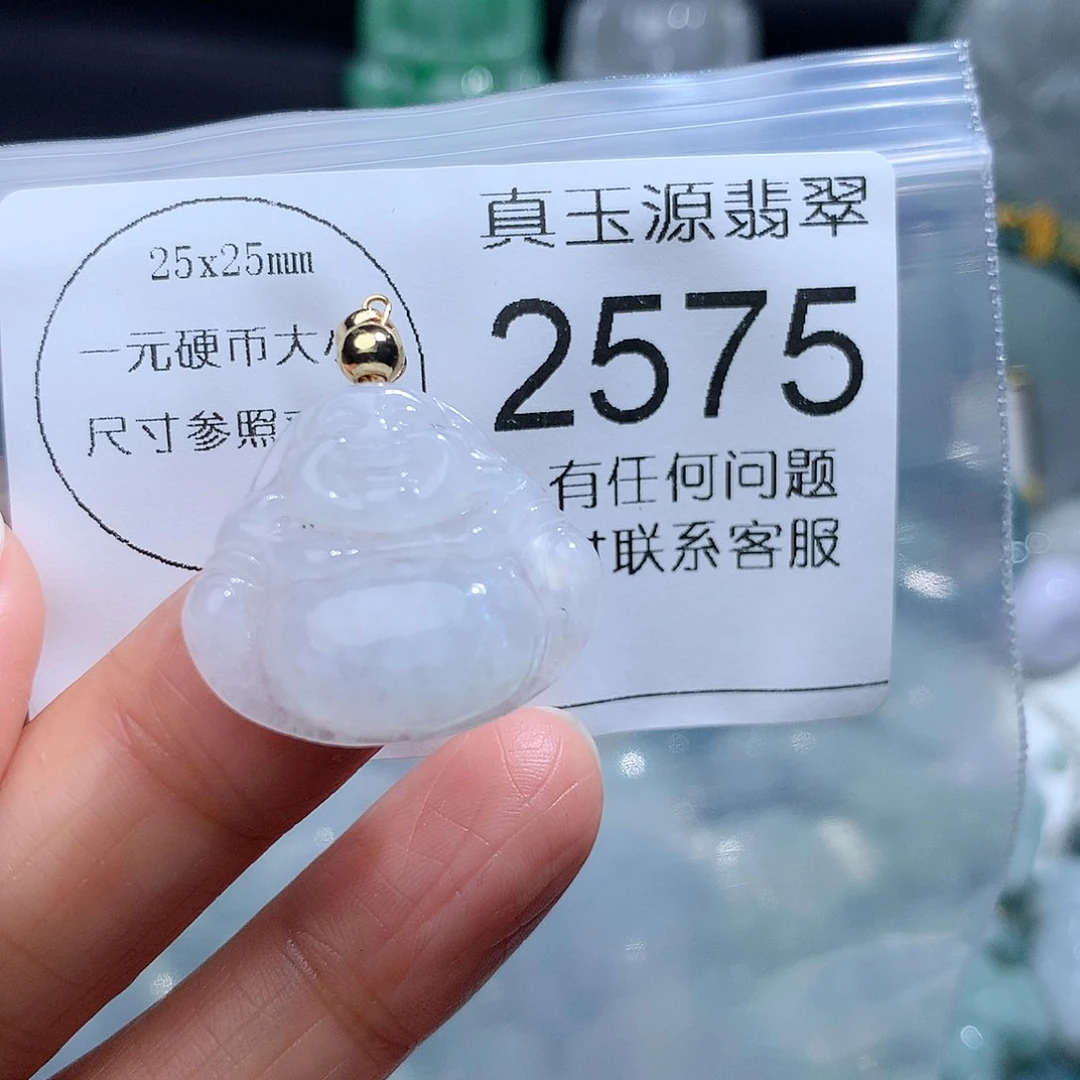 真玉源翡翠
25x25mm
2575
一元硬币大小
尺寸参照
有任何问题
联系客服